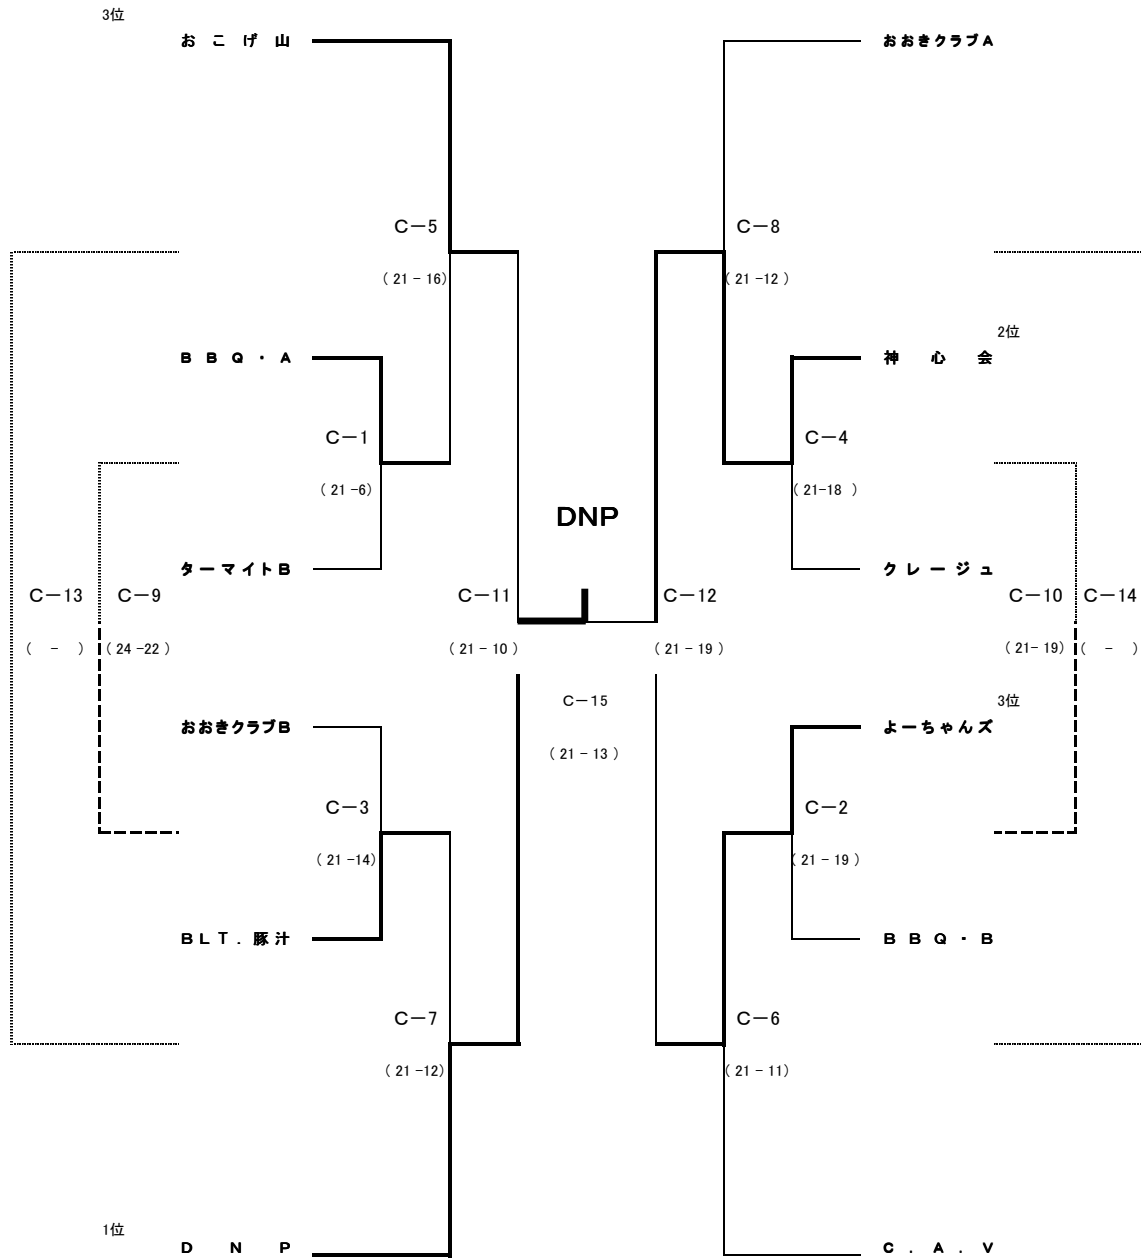 3位
おこげ山
おおきクラブA
C-5
C-8
(21-16)
(21-12)
2位
BBQ・A
神心会
C-1
C-4
(21-6)
(21-18)
DNP
ターマイトB
クレージュ
C-13
C-9
C-11
C-12
C-10
C-14
( - )
(24-22)
(21-10)
(21-19)
(21-19)
( - )
C-15
3位
おおきクラブB
よーちゃんズ
(21-13)
C-3
C-2
(21-14)
(21-19)
BLT.豚汁
BBQ・B
C-7
C-6
(21-12)
(21-11)
1位
DNP
C.A.V